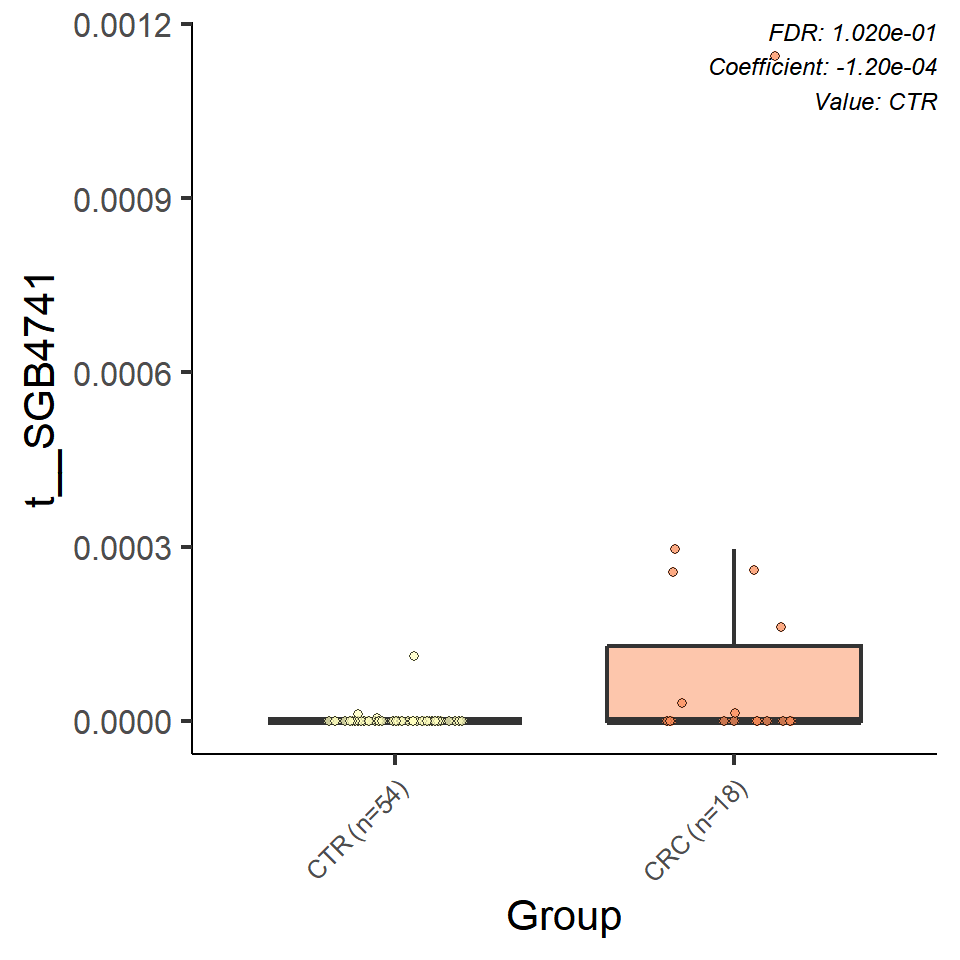 0.0012
0.0009
0.0006
0.0003
0.0000
t__SGB4741
FDR: 1.020e-01
Coefficient: -1.20e-04
Value: CTR
CTR (n=54)
CRC (n=18)
Group